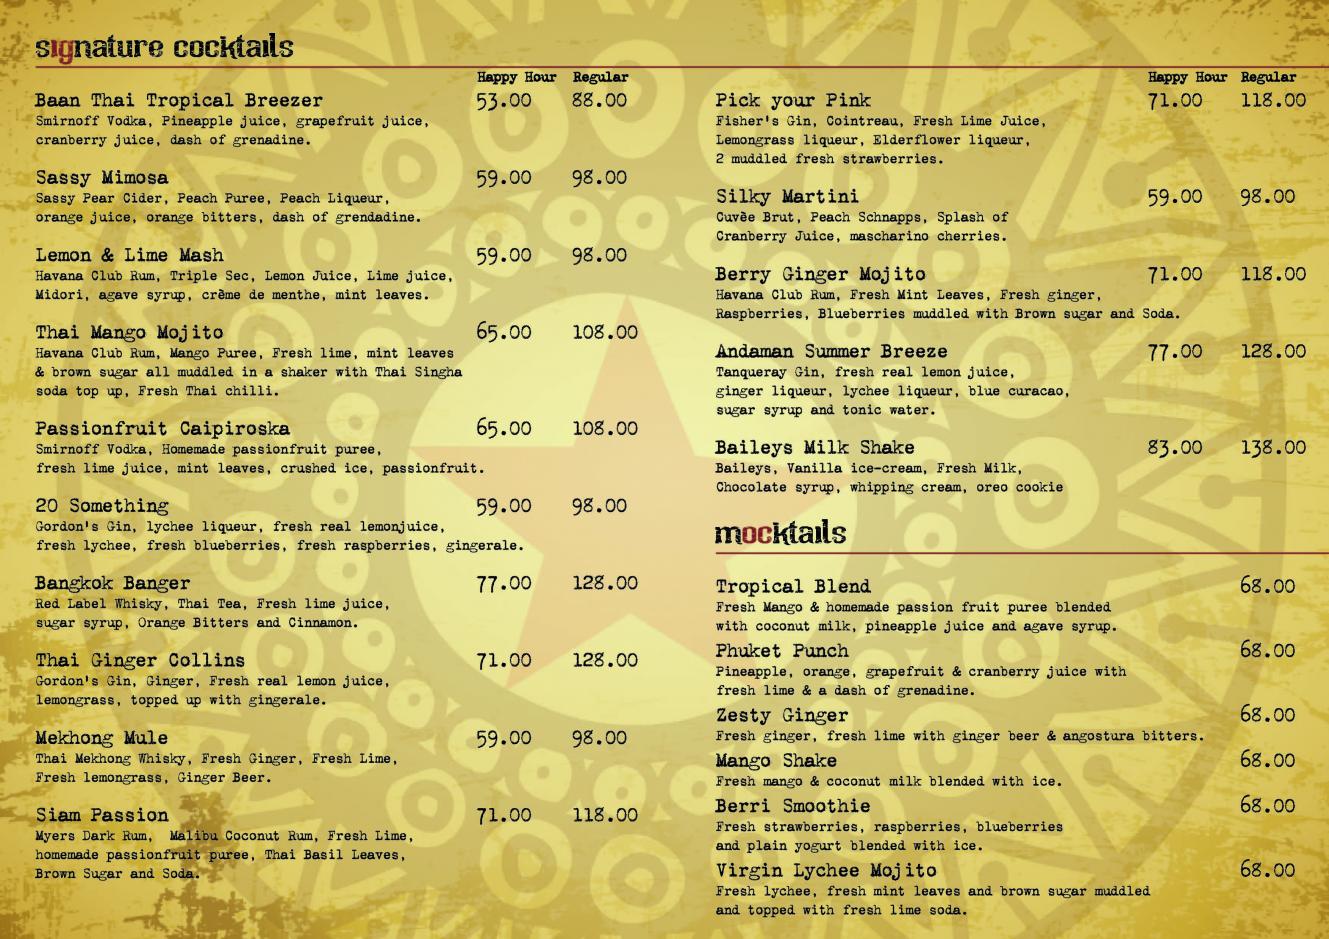 signature cocktails
Happy Hour Regular
Baan Thai Tropical Breezer 53.00 88.00
Smirnoff Vodka, Pineapple juice, grapefruit juice,
cranberry juice, dash of grenadine.
Sassy Mimosa 59.00 98.00
Sassy Pear Cider, Peach Puree, Peach Liqueur,
orange juice, orange bitters, dash of grendadine.
Lemon & Lime Mash 59.00 98.00
Havana Club Rum, Triple Sec, Lemon Juice, Lime juice,
Midori, agave syrup, crème de menthe, mint leaves.
Thai Mango Mojito 65.00 108.00
Havana Club Rum, Mango Puree, Fresh lime, mint leaves
& brown sugar all muddled in a shaker with Thai Singha
soda top up, Fresh Thai chilli.
Passionfruit Caipiroska 65.00 108.00
Smirnoff Vodka, Homemade passionfruit puree,
fresh lime juice, mint leaves, crushed ice, passionfruit.
20 Something 59.00 98.00
Gordon's Gin, lychee liqueur, fresh real lemonjuice,
fresh lychee, fresh blueberries, fresh raspberries, gingerale.
Bangkok Banger 77.00 128.00
Red Label Whisky, Thai Tea, Fresh lime juice,
sugar syrup, Orange Bitters and Cinnamon.
Thai Ginger Collins 71.00 128.00
Gordon's Gin, Ginger, Fresh real lemon juice,
lemongrass, topped up with gingerale.
Mekhong Mule 59.00 98.00
Thai Mekhong Whisky, Fresh Ginger, Fresh Lime,
Fresh lemongrass, Ginger Beer.
Siam Passion 71.00 118.00
Myers Dark Rum, Malibu Coconut Rum, Fresh Lime,
homemade passionfruit puree, Thai Basil Leaves,
Brown Sugar and Soda.
Happy Hour Regular
Pick your Pink 71.00 118.00
Fisher's Gin, Cointreau, Fresh Lime Juice,
Lemongrass liqueur, Elderflower liqueur,
2 muddled fresh strawberries.
Silky Martini 59.00 98.00
Cuvèe Brut, Peach Schnapps, Splash of
Cranberry Juice, mascharino cherries.
Berry Ginger Mojito 71.00 118.00
Havana Club Rum, Fresh Mint Leaves, Fresh ginger,
Raspberries, Blueberries muddled with Brown sugar and Soda.
Andaman Summer Breeze 77.00 128.00
Tanqueray Gin, fresh real lemon juice,
ginger liqueur, lychee liqueur, blue curacao,
sugar syrup and tonic water.
Baileys Milk Shake 83.00 138.00
Baileys, Vanilla ice-cream, Fresh Milk,
Chocolate syrup, whipping cream, oreo cookie
mocktails
Tropical Blend 68.00
Fresh Mango & homemade passion fruit puree blended
with coconut milk, pineapple juice and agave syrup.
Phuket Punch 68.00
Pineapple, orange, grapefruit & cranberry juice with
fresh lime & a dash of grenadine.
Zesty Ginger 68.00
Fresh ginger, fresh lime with ginger beer & angostura bitters.
Mango Shake 68.00
Fresh mango & coconut milk blended with ice.
Berri Smoothie 68.00
Fresh strawberries, raspberries, blueberries
and plain yogurt blended with ice.
Virgin Lychee Mojito 68.00
Fresh lychee, fresh mint leaves and brown sugar muddled
and topped with fresh lime soda.